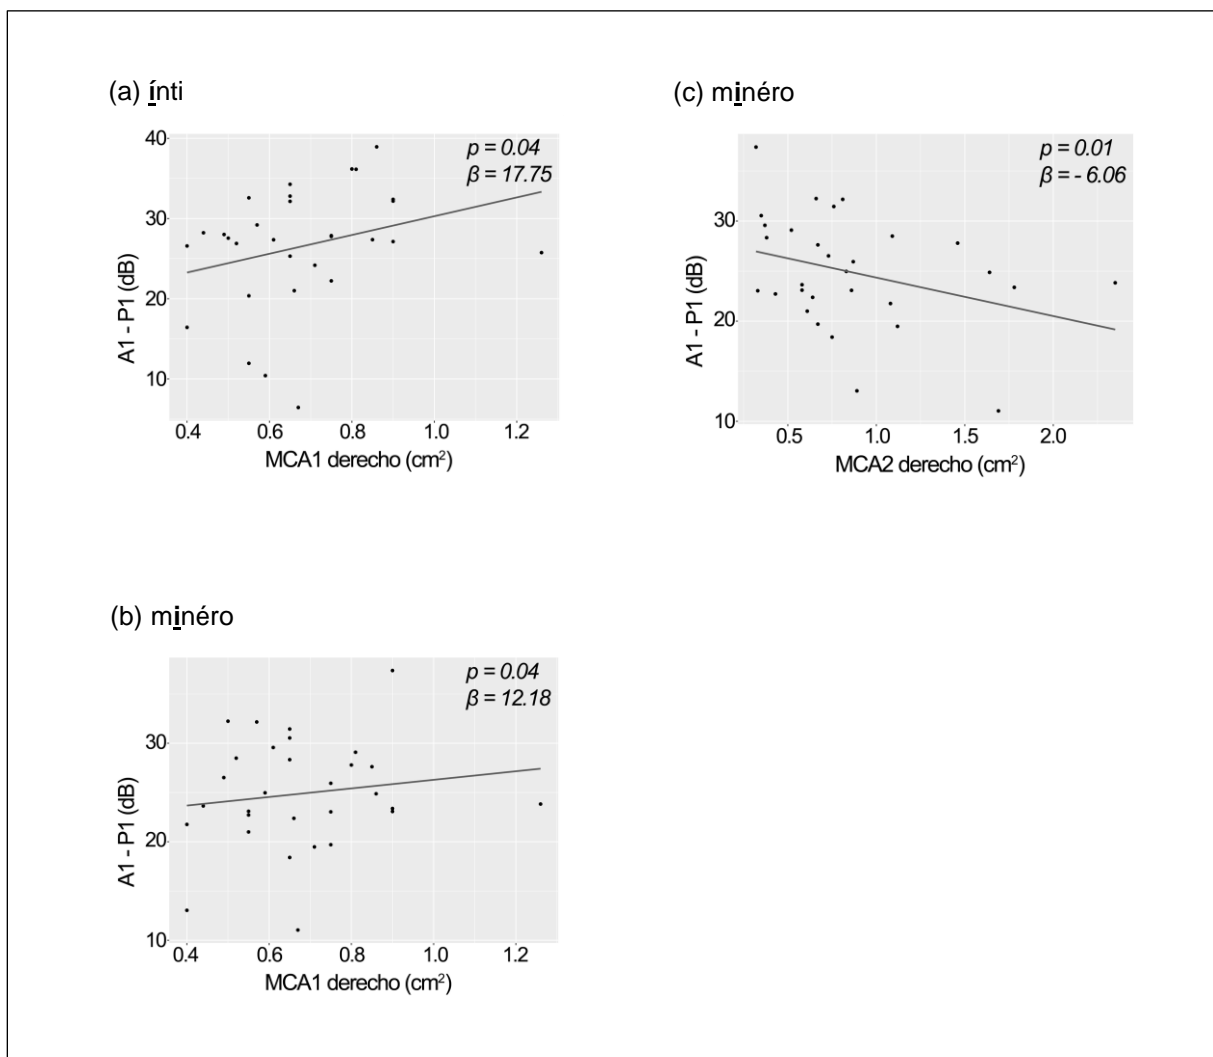 (a) ínti
40
30
20
10
A1 - P1 (dB)
p = 0.04
β = 17.75
0.4 0.6 0.8 1.0 1.2
MCA1 derecho (cm²)
(c) minéro
40
30
20
10
A1 - P1 (dB)
p = 0.01
β = - 6.06
0.5 1.0 1.5 2.0
MCA2 derecho (cm²)
(b) minéro
30
20
10
A1 - P1 (dB)
p = 0.04
β = 12.18
0.4 0.6 0.8 1.0 1.2
MCA1 derecho (cm²)